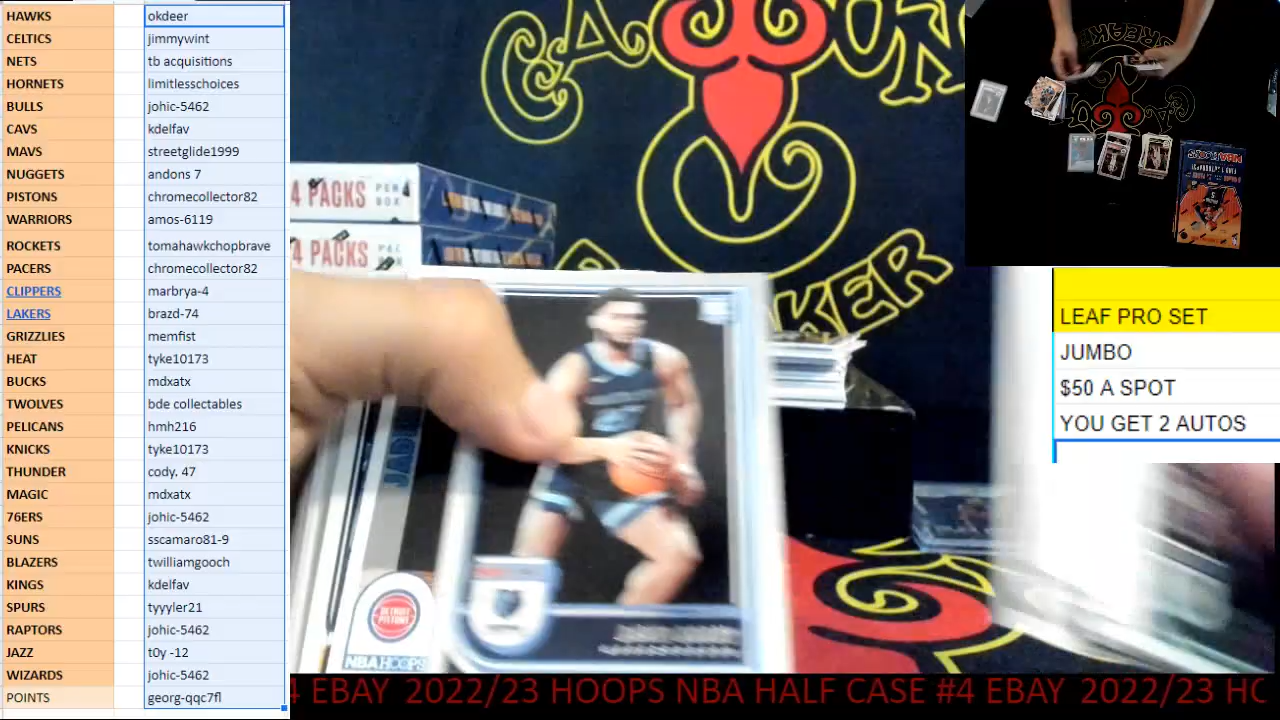 HAWKS okdeer
CELTICS jimmywint
NETS tb acquisitions
HORNETS limitlesschoices
BULLS johic-5462
CAVS kdelfav
MAVS streetglide1999
NUGGETS andons 7
PISTONS chromecollector82
WARRIORS amos-6119
ROCKETS tomahawkchopbrave
PACERS chromecollector82
CLIPPERS marbrya-4
LAKERS brazd-74
GRIZZLIES memfist
HEAT tyke10173
BUCKS mdxatx
TWOLVES bde collectables
PELICANS hmh216
KNICKS tyke10173
THUNDER cody. 47
MAGIC mdxatx
76ERS johic-5462
SUNS sscamaro81-9
BLAZERS twilliamgooch
KINGS kdelfav
SPURS tyyyler21
RAPTORS johic-5462
JAZZ t0y -12
WIZARDS johic-5462
POINTS georg-qqc7fl
4 PACKS PER BOX
4 PACKS
DETROIT PISTONS
NBA HOOPS
LEAF PRO SET
JUMBO
$50 A SPOT
YOU GET 2 AUTOS
4 EBAY 2022/23 HOOPS NBA HALF CASE #4 EBAY 2022/23 HO